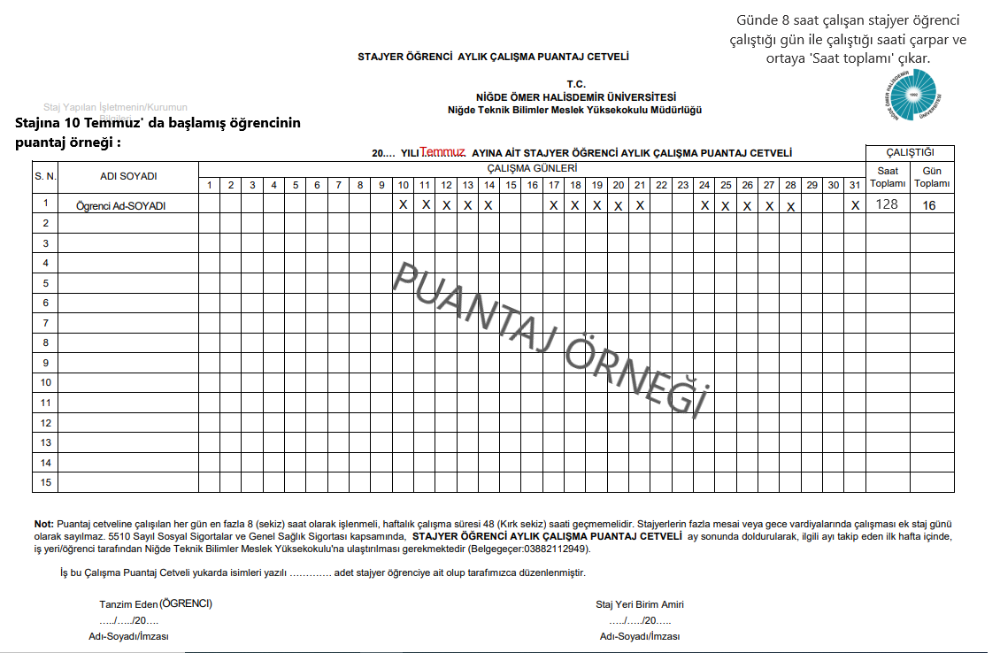 Günde 8 saat çalışan stajyer öğrenci
çalıştığı gün ile çalıştığı saati çarpar ve
ortaya 'Saat toplamı' çıkar.
STAJYER ÖĞRENCİ AYLIK ÇALIŞMA PUANTAJ CETVELİ
T.C.
NİĞDE ÖMER HALİSDEMİR ÜNİVERSİTESİ
Niğde Teknik Bilimler Meslek Yüksekokulu Müdürlüğü
NİĞDE ÖMER HALİSDEMİR ÜNİVERSİTESİ
1992
Staj Yapılan İşletmenin/Kurumun
Bilgileri
Stajına 10 Temmuz' da başlamış öğrencinin
puantaj örneği :
20.... YILI Temmuz AYINA AİT STAJYER ÖĞRENCİ AYLIK ÇALIŞMA PUANTAJ CETVELİ
ÇALIŞTIĞI
S. N. ADI SOYADI ÇALIŞMA GÜNLERİ Saat Toplamı Gün Toplamı
1 2 3 4 5 6 7 8 9 10 11 12 13 14 15 16 17 18 19 20 21 22 23 24 25 26 27 28 29 30 31
1 Ögrenci Ad-SOYADI X X X X X X X X X X X X X X X X 128 16
2
3
4
5
6
7
8
9
10
11
12
13
14
15
PUANTAJ ÖRNEĞİ
Not: Puantaj cetveline çalışılan her gün en fazla 8 (sekiz) saat olarak işlenmeli, haftalık çalışma süresi 48 (Kırk sekiz) saati geçmemelidir. Stajyerlerin fazla mesai veya gece vardiyalarında çalışması ek staj günü
olarak sayılmaz. 5510 Sayıl Sosyal Sigortalar ve Genel Sağlık Sigortası kapsamında, STAJYER ÖĞRENCİ AYLIK ÇALIŞMA PUANTAJ CETVELİ ay sonunda doldurularak, ilgili ayı takip eden ilk hafta içinde,
iş yeri/öğrenci tarafından Niğde Teknik Bilimler Meslek Yüksekokulu'na ulaştırılması gerekmektedir (Belgegeçer:03882112949).
İş bu Çalışma Puantaj Cetveli yukarda isimleri yazılı …………. adet stajyer öğrenciye ait olup tarafımızca düzenlenmiştir.
Tanzim Eden (ÖĞRENCI)
…../…../20….
Adı-Soyadı/İmzası
Staj Yeri Birim Amiri
…../…../20…..
Adı-Soyadı/İmzası